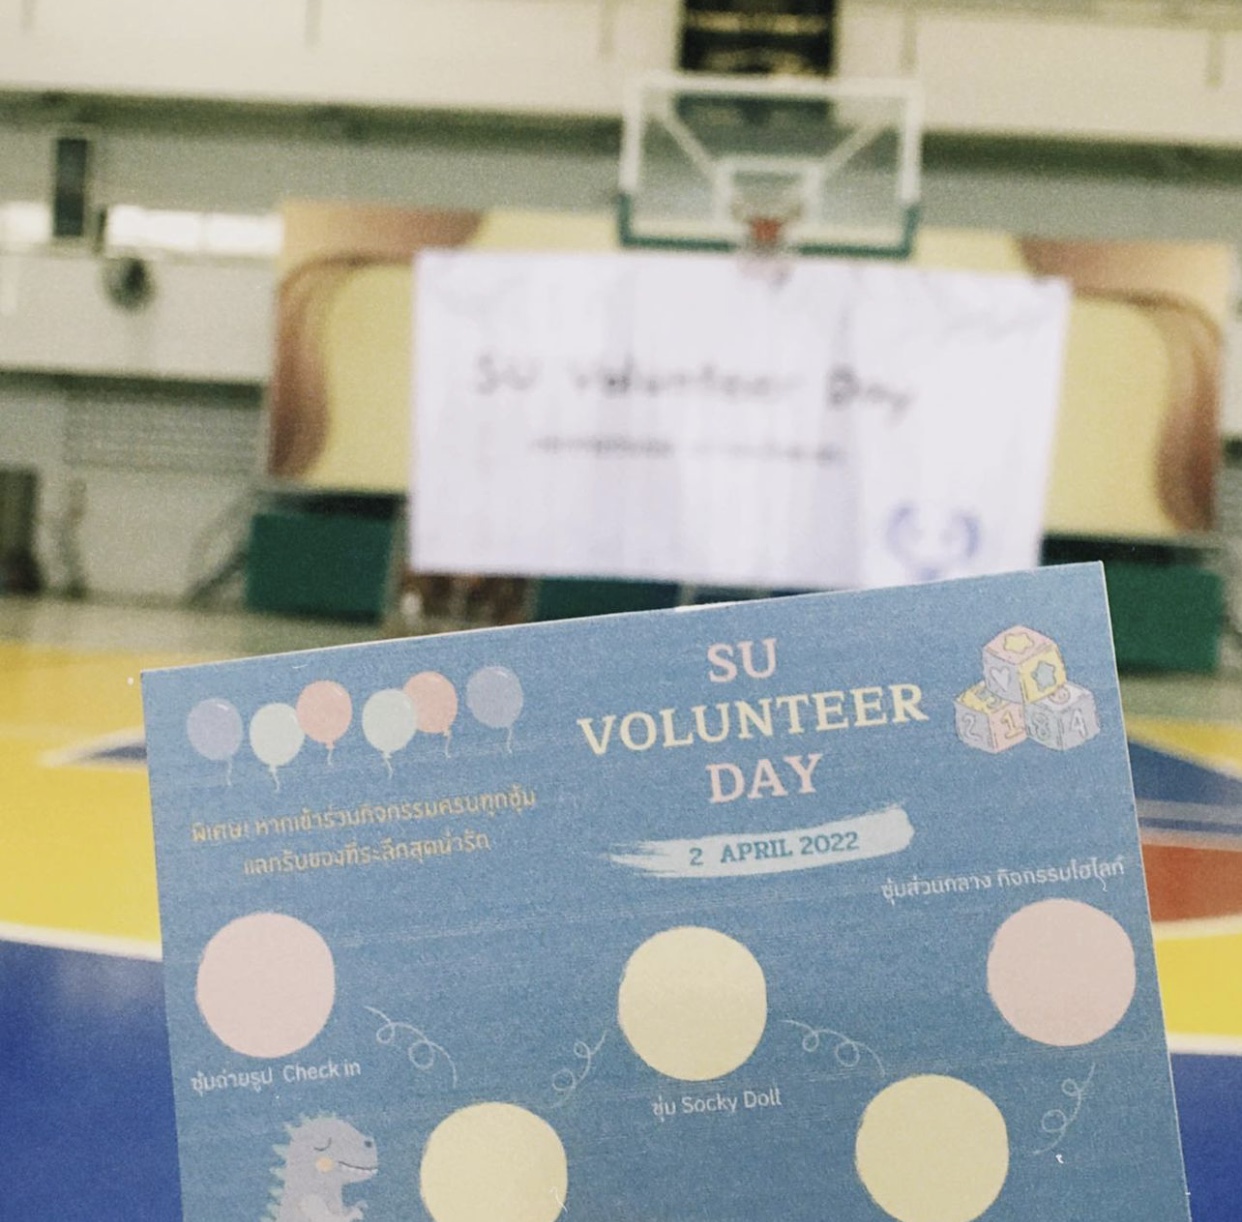 SU Volunteer Day
SU
VOLUNTEER
DAY
2 APRIL 2022
พิเศษ! หากเข้าร่วมกิจกรรมครบทุกซุ้ม
แลกรับของที่ระลึกสุดน่ารัก
ซุ้มส่วนกลาง กิจกรรมไฮไลท์
ซุ้มถ่ายรูป Check in
ซุ้ม Socky Doll
2 1 8 4